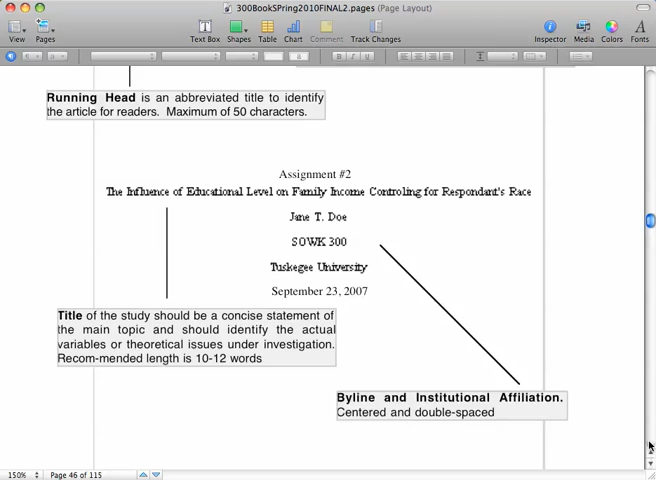 300BookSPring2010FINAL2.pages (Page Layout)
View Pages Text Box Shapes Table Chart Comment Track Changes Inspector Media Colors Fonts
a a B I U T
Running Head is an abbreviated title to identify
the article for readers. Maximum of 50 characters.
Assignment #2
The Influence of Educational Level on Family Income Controling for Respondant's Race
Jane T. Doe
SOWK 300
Tuskegee University
September 23, 2007
Title of the study should be a concise statement of
the main topic and should identify the actual
variables or theoretical issues under investigation.
Recom-mended length is 10-12 words
Byline and Institutional Affiliation.
Centered and double-spaced
150% Page 46 of 115